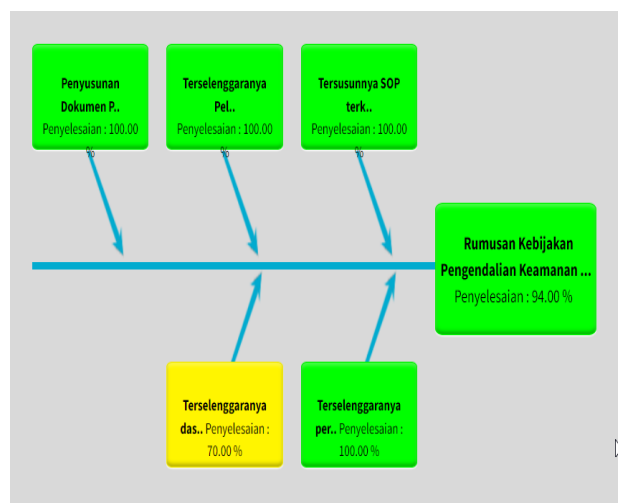 Penyusunan
Dokumen P..
Penyelesaian : 100.00
%
Terselenggaranya
Pel..
Penyelesaian : 100.00
%
Tersusunnya SOP
terk..
Penyelesaian : 100.00
%
Rumusan Kebijakan
Pengendalian Keamanan ...
Penyelesaian : 94.00 %
Terselenggaranya
das.. Penyelesaian :
70.00 %
Terselenggaranya
per.. Penyelesaian :
100.00 %